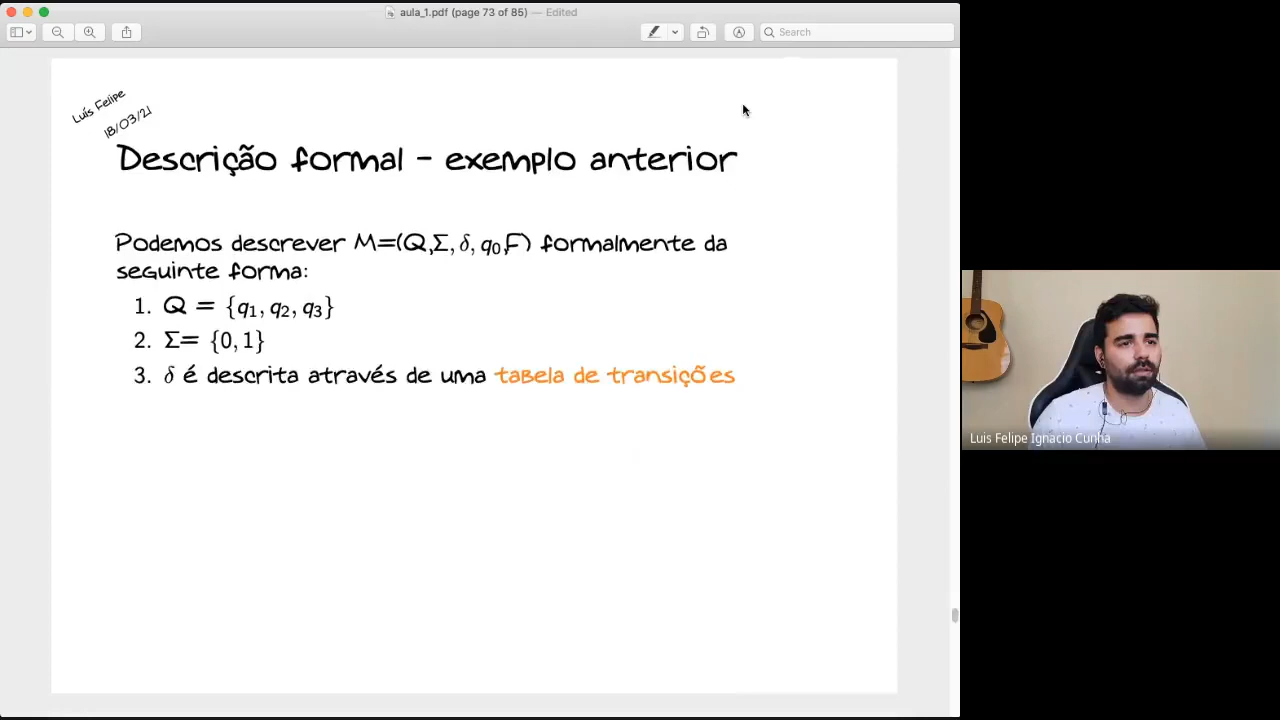 aula_1.pdf (page 73 of 85) — Edited
Search
Luís Felipe
18/03/21
Descrição formal - exemplo anterior
Podemos descrever M=(Q,Σ, δ, q0,F) formalmente da
seguinte forma:
1. Q = {q1, q2, q3}
2. Σ= {0, 1}
3. δ é descrita através de uma tabela de transições
Luis Felipe Ignacio Cunha